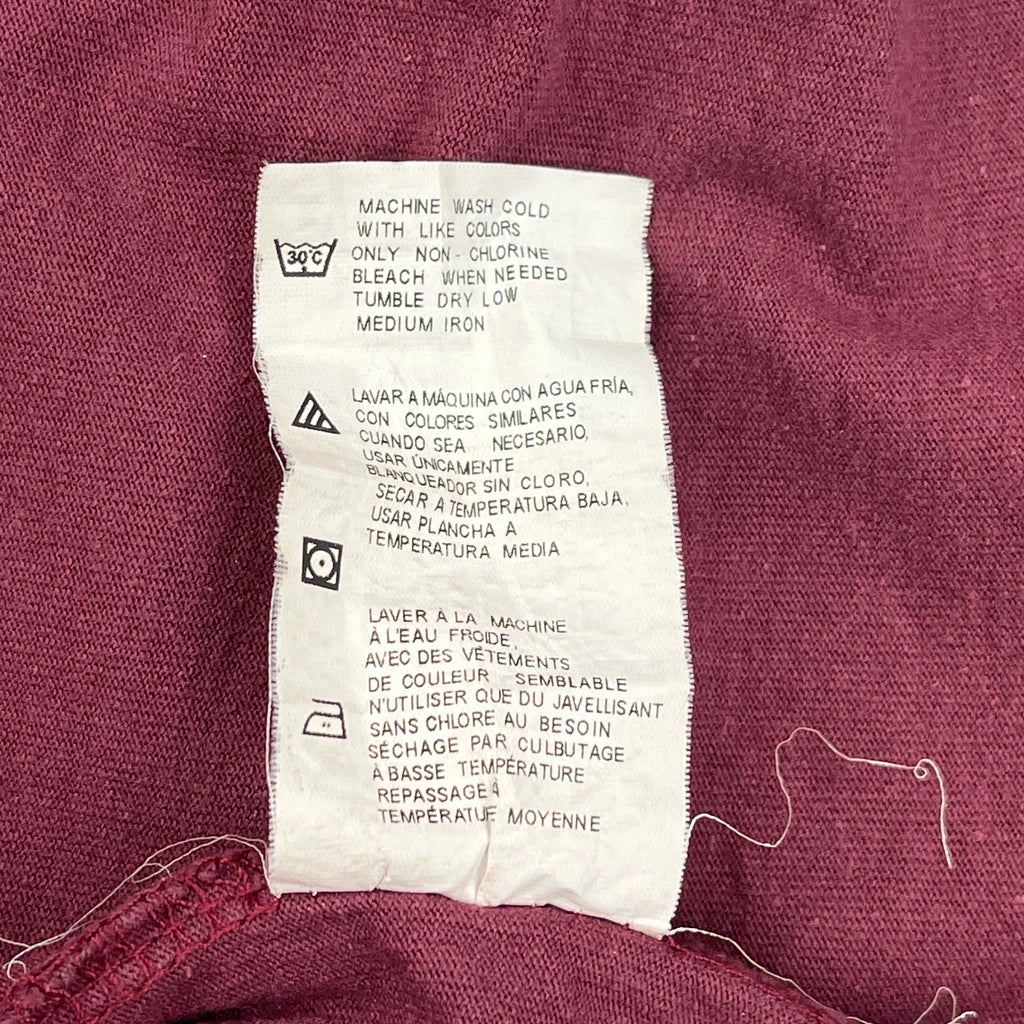 MACHINE WASH COLD
WITH LIKE COLORS
30°C
ONLY NON - CHLORINE
BLEACH WHEN NEEDED
TUMBLE DRY LOW
MEDIUM IRON
LAVAR A MÁQUINA CON AGUA FRÍA,
CON COLORES SIMILARES
CUANDO SEA NECESARIO,
USAR ÚNICAMENTE
BLANQUEADOR SIN CLORO,
SECAR A TEMPERATURA BAJA.
USAR PLANCHA A
TEMPERATURA MEDIA
LAVER À LA MACHINE
À L'EAU FROIDE,
AVEC DES VÊTEMENTS
DE COULEUR SEMBLABLE
N'UTILISER QUE DU JAVELLISANT
SANS CHLORE AU BESOIN
SÉCHAGE PAR CULBUTAGE
À BASSE TEMPÉRATURE
REPASSAGE À
TEMPÉRATUE MOYENNE